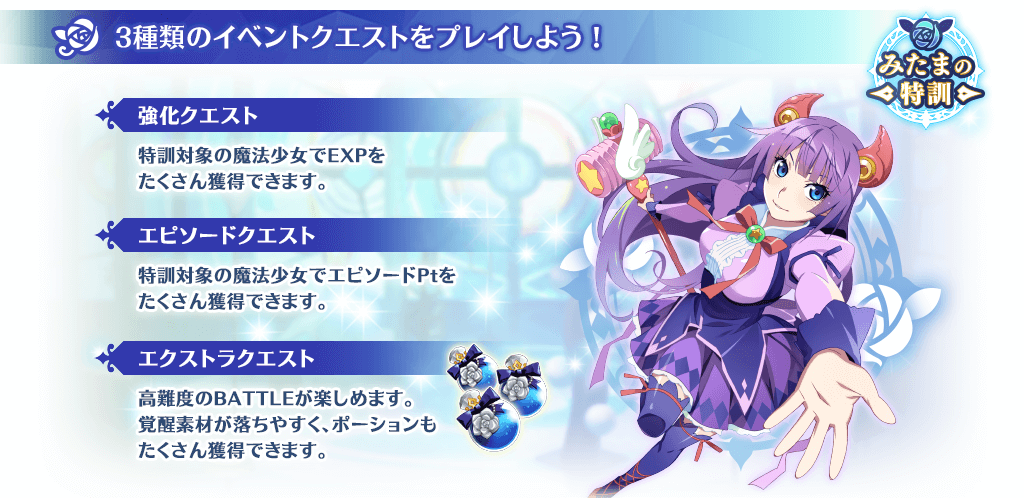 3種類のイベントクエストをプレイしよう！
みたまの
特訓
強化クエスト
特訓対象の魔法少女でEXPを
たくさん獲得できます。
エピソードクエスト
特訓対象の魔法少女でエピソードPtを
たくさん獲得できます。
エクストラクエスト
高難度のBATTLEが楽しめます。
覚醒素材が落ちやすく、ポーションも
たくさん獲得できます。